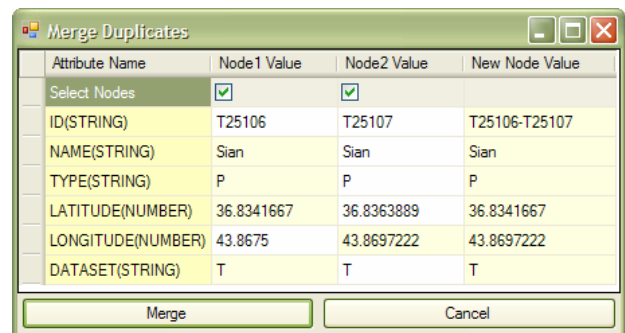 Merge Duplicates
Attribute Name Node1 Value Node2 Value New Node Value
Select Nodes
ID(STRING) T25106 T25107 T25106-T25107
NAME(STRING) Sian Sian Sian
TYPE(STRING) P P P
LATITUDE(NUMBER) 36.8341667 36.8363889 36.8341667
LONGITUDE(NUMBER) 43.8675 43.8697222 43.8697222
DATASET(STRING) T T T
Merge Cancel